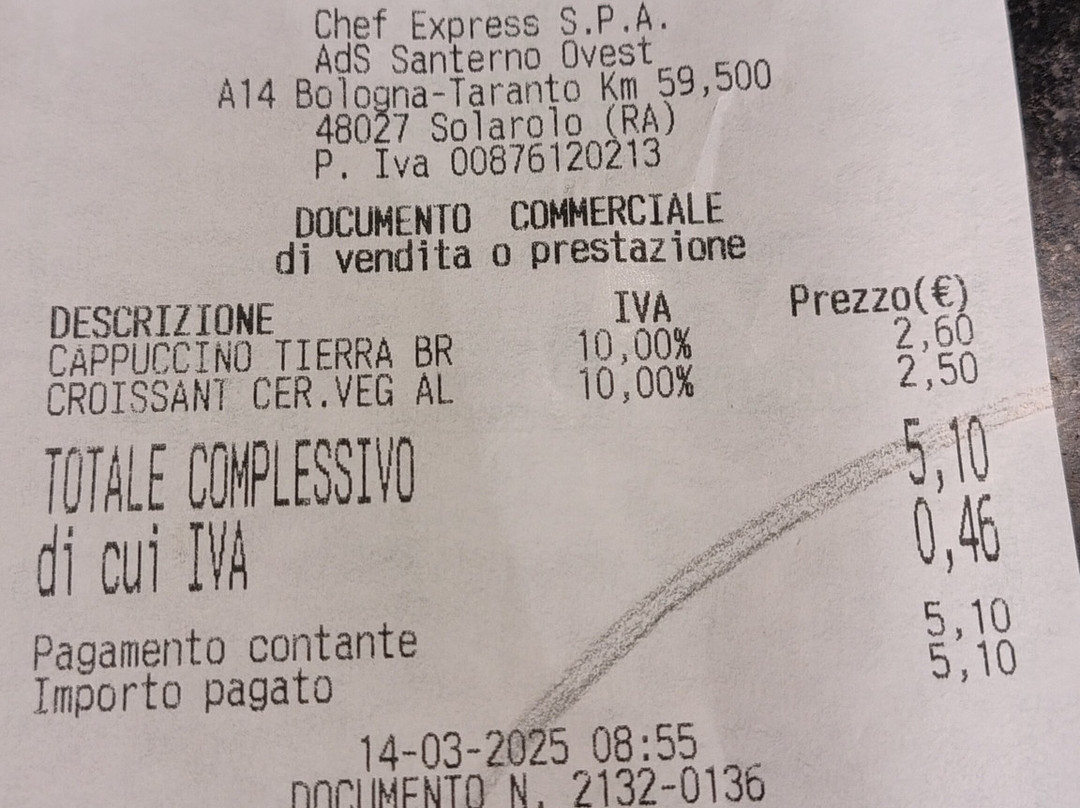 Chef Express S.P.A.
AdS Santerno Ovest
A14 Bologna-Taranto Km 59,500
48027 Solarolo (RA)
P. Iva 00876120213
DOCUMENTO COMMERCIALE
di vendita o prestazione
DESCRIZIONE IVA Prezzo(€)
CAPPUCCINO TIERRA BR 10,00% 2,60
CROISSANT CER.VEG AL 10,00% 2,50
TOTALE COMPLESSIVO 5,10
di cui IVA 0,46
Pagamento contante 5,10
Importo pagato 5,10
14-03-2025 08:55
DOCUMENTO N. 2132-0136